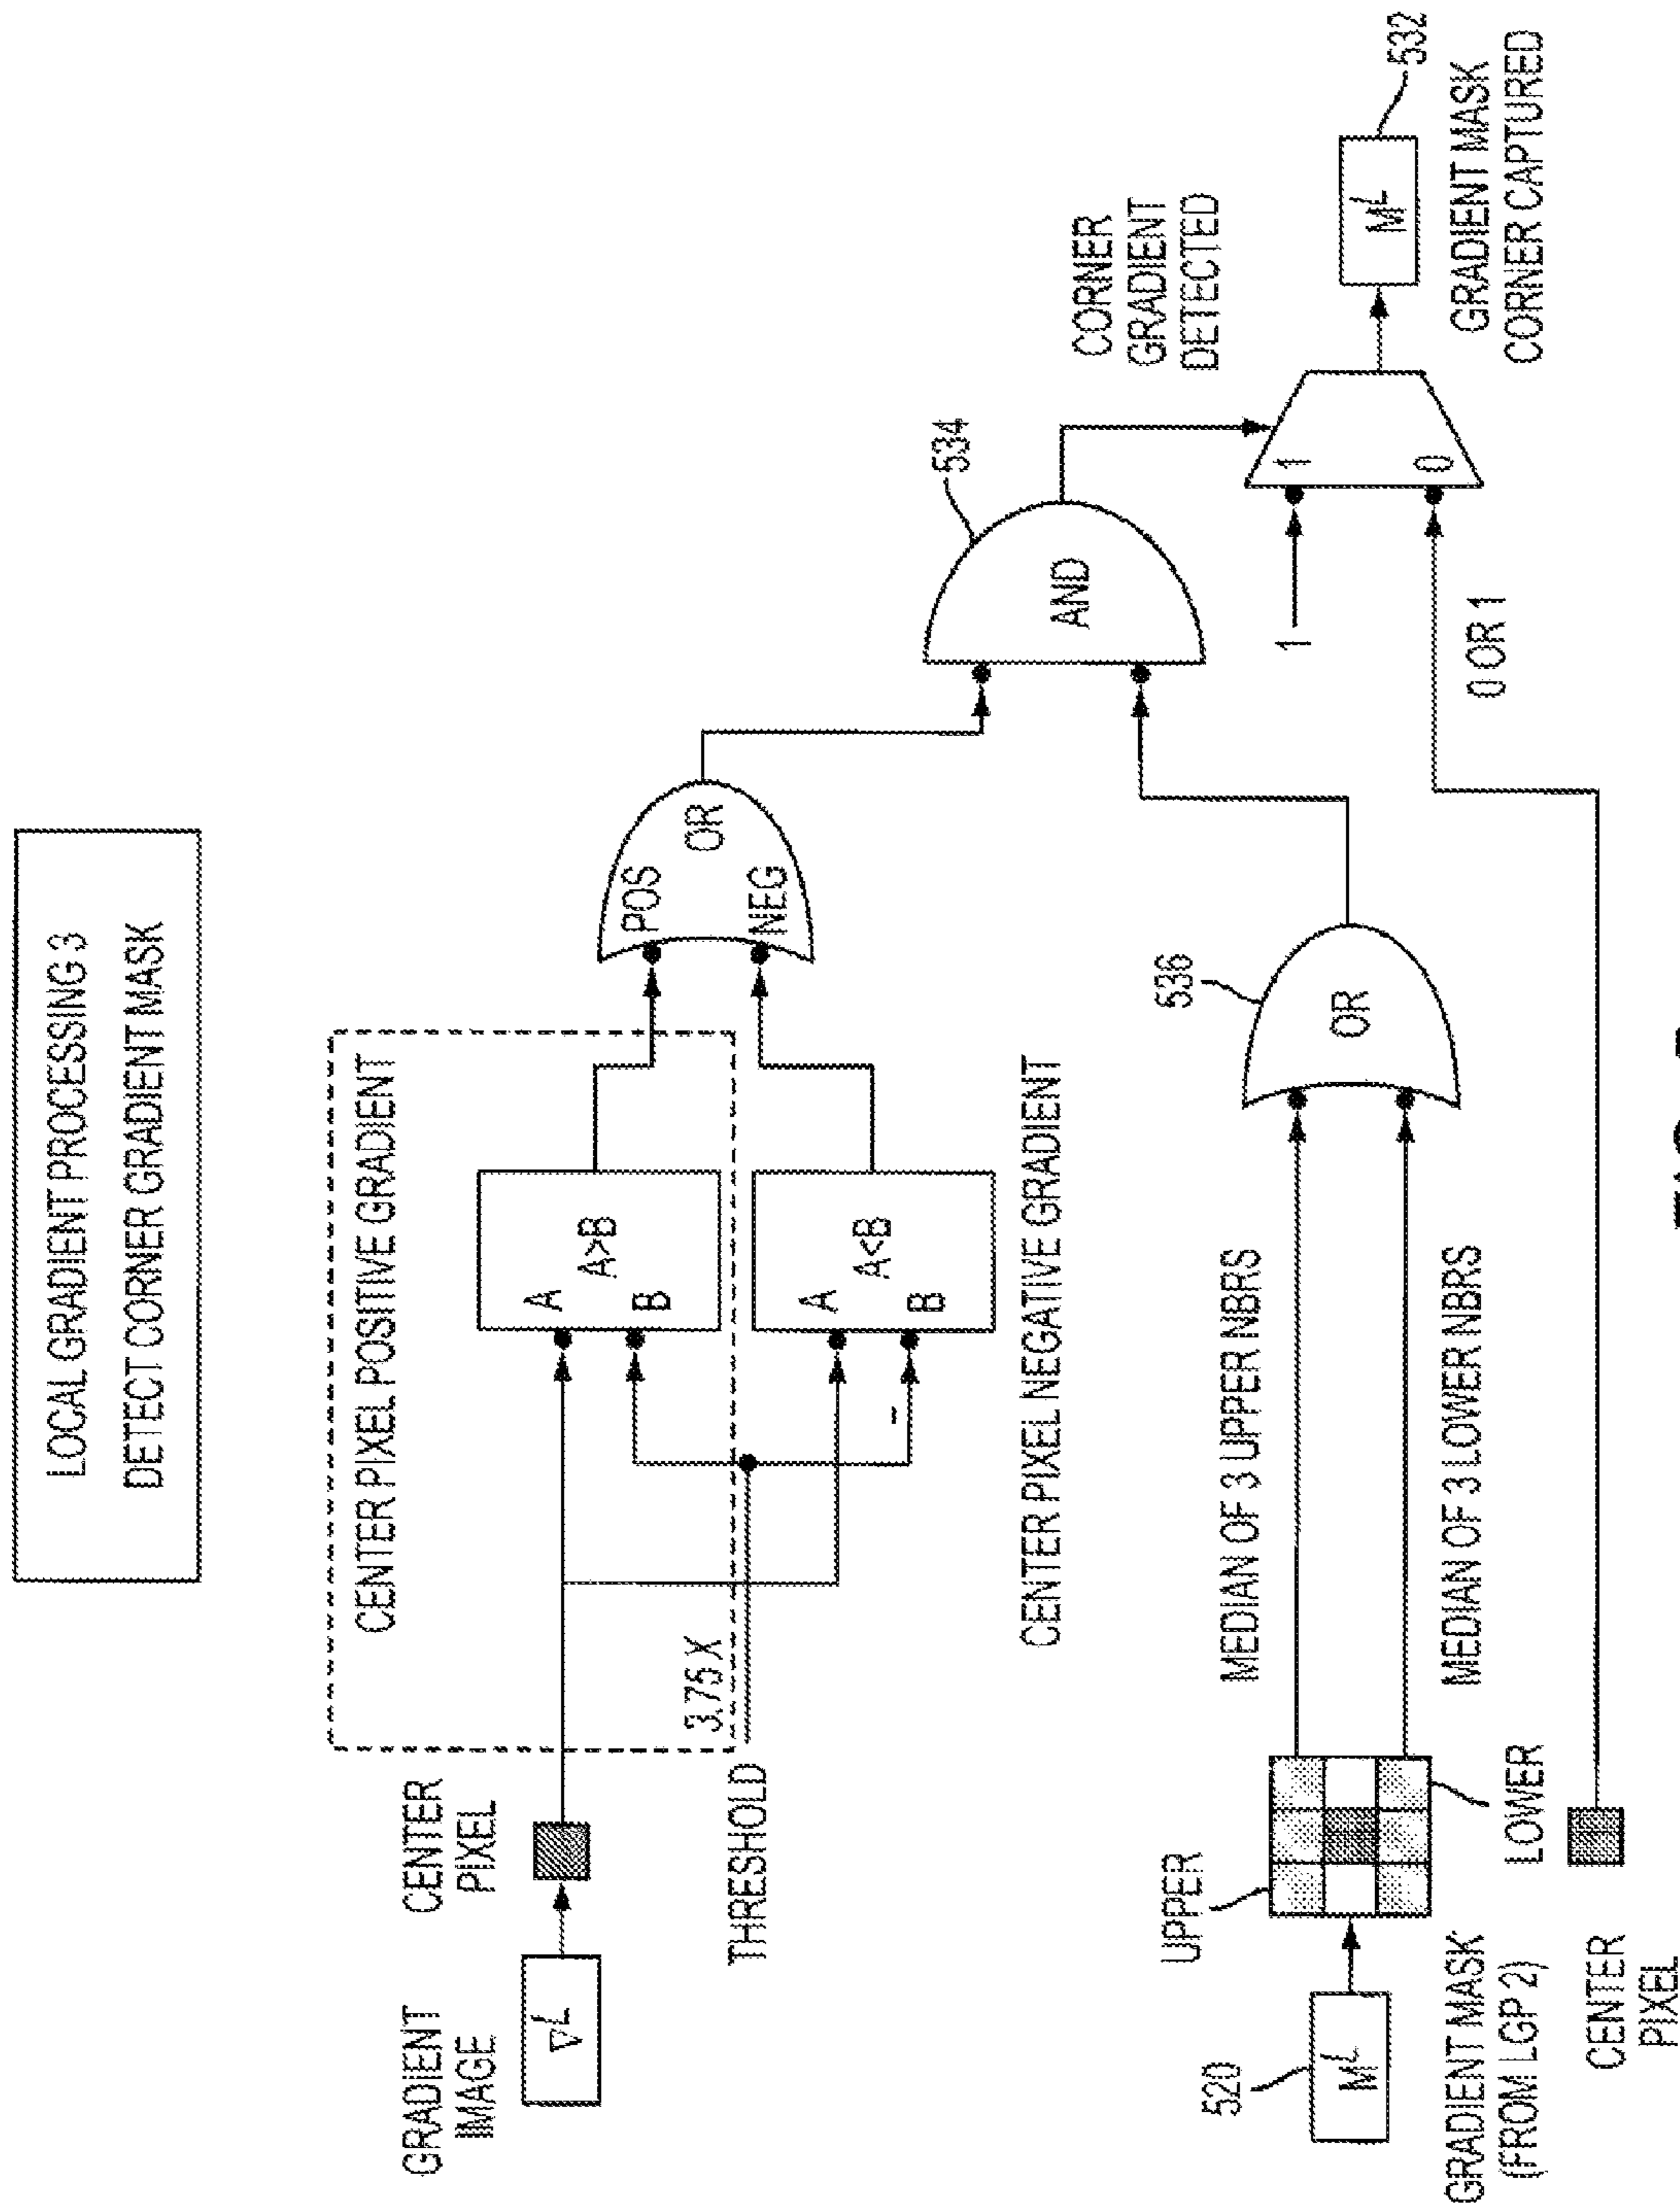 LOCAL GRADIENT PROCESSING 3
DETECT CORNER GRADIENT MASK
GRADIENT
IMAGE
∇L
CENTER
PIXEL
CENTER PIXEL POSITIVE GRADIENT
3.75 X
THRESHOLD
A
A>B
B
A
A<B
B
-
CENTER PIXEL NEGATIVE GRADIENT
POS
OR
NEG
534
AND
CORNER
GRADIENT
DETECTED
520
ML
GRADIENT MASK
(FROM LGP 2)
UPPER
LOWER
MEDIAN OF 3 UPPER NBRS
MEDIAN OF 3 LOWER NBRS
536
OR
CENTER
PIXEL
1
0 OR 1
1
0
ML
532
GRADIENT MASK
CORNER CAPTURED